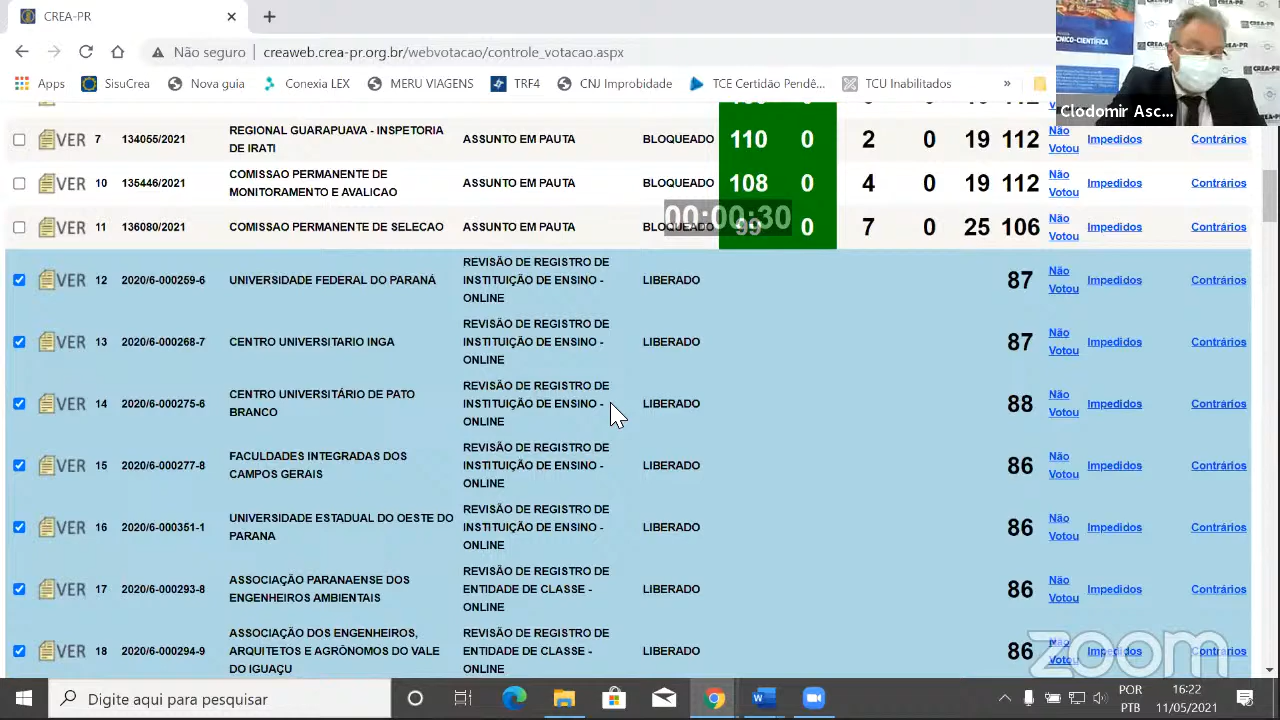 CREA-PR
Não seguro
creaweb.crea-
webvotacao/controle_votacao.aspx
Apps
SisuCrea
TCE Certidão
TCU Inabilitados
»
TÉCNICO-CIENTÍFICA
CREA-PR
Clodomir Asc...
7 134055/2021 REGIONAL GUARAPUAVA - INSPETORIA DE IRATI ASSUNTO EM PAUTA BLOQUEADO 110 0 2 0 19 112 Não Votou Impedidos Contrários
VER
10 135446/2021 COMISSAO PERMANENTE DE MONITORAMENTO E AVALICAO ASSUNTO EM PAUTA BLOQUEADO 108 0 4 0 19 112 Não Votou Impedidos Contrários
VER
00:00:30
11 136080/2021 COMISSAO PERMANENTE DE SELECAO ASSUNTO EM PAUTA BLOQUEADO 99 0 7 0 25 106 Não Votou Impedidos Contrários
VER
12 2020/6-000259-6 UNIVERSIDADE FEDERAL DO PARANÁ REVISÃO DE REGISTRO DE INSTITUIÇÃO DE ENSINO - ONLINE LIBERADO 87 Não Votou Impedidos Contrários
VER
13 2020/6-000268-7 CENTRO UNIVERSITARIO INGA REVISÃO DE REGISTRO DE INSTITUIÇÃO DE ENSINO - ONLINE LIBERADO 87 Não Votou Impedidos Contrários
VER
14 2020/6-000275-6 CENTRO UNIVERSITÁRIO DE PATO BRANCO REVISÃO DE REGISTRO DE INSTITUIÇÃO DE ENSINO - ONLINE LIBERADO 88 Não Votou Impedidos Contrários
VER
15 2020/6-000277-8 FACULDADES INTEGRADAS DOS CAMPOS GERAIS REVISÃO DE REGISTRO DE INSTITUIÇÃO DE ENSINO - ONLINE LIBERADO 86 Não Votou Impedidos Contrários
VER
16 2020/6-000351-1 UNIVERSIDADE ESTADUAL DO OESTE DO PARANA REVISÃO DE REGISTRO DE INSTITUIÇÃO DE ENSINO - ONLINE LIBERADO 86 Não Votou Impedidos Contrários
VER
17 2020/6-000293-8 ASSOCIAÇÃO PARANAENSE DOS ENGENHEIROS AMBIENTAIS REVISÃO DE REGISTRO DE ENTIDADE DE CLASSE - ONLINE LIBERADO 86 Não Votou Impedidos Contrários
VER
18 2020/6-000294-9 ASSOCIAÇÃO DOS ENGENHEIROS, ARQUITETOS E AGRONOMOS DO VALE DO IGUAÇU REVISÃO DE REGISTRO DE ENTIDADE DE CLASSE - ONLINE LIBERADO 86 Não Votou Impedidos Contrários
VER
zoom
Digite aqui para pesquisar
POR
PTB
16:22
11/05/2021